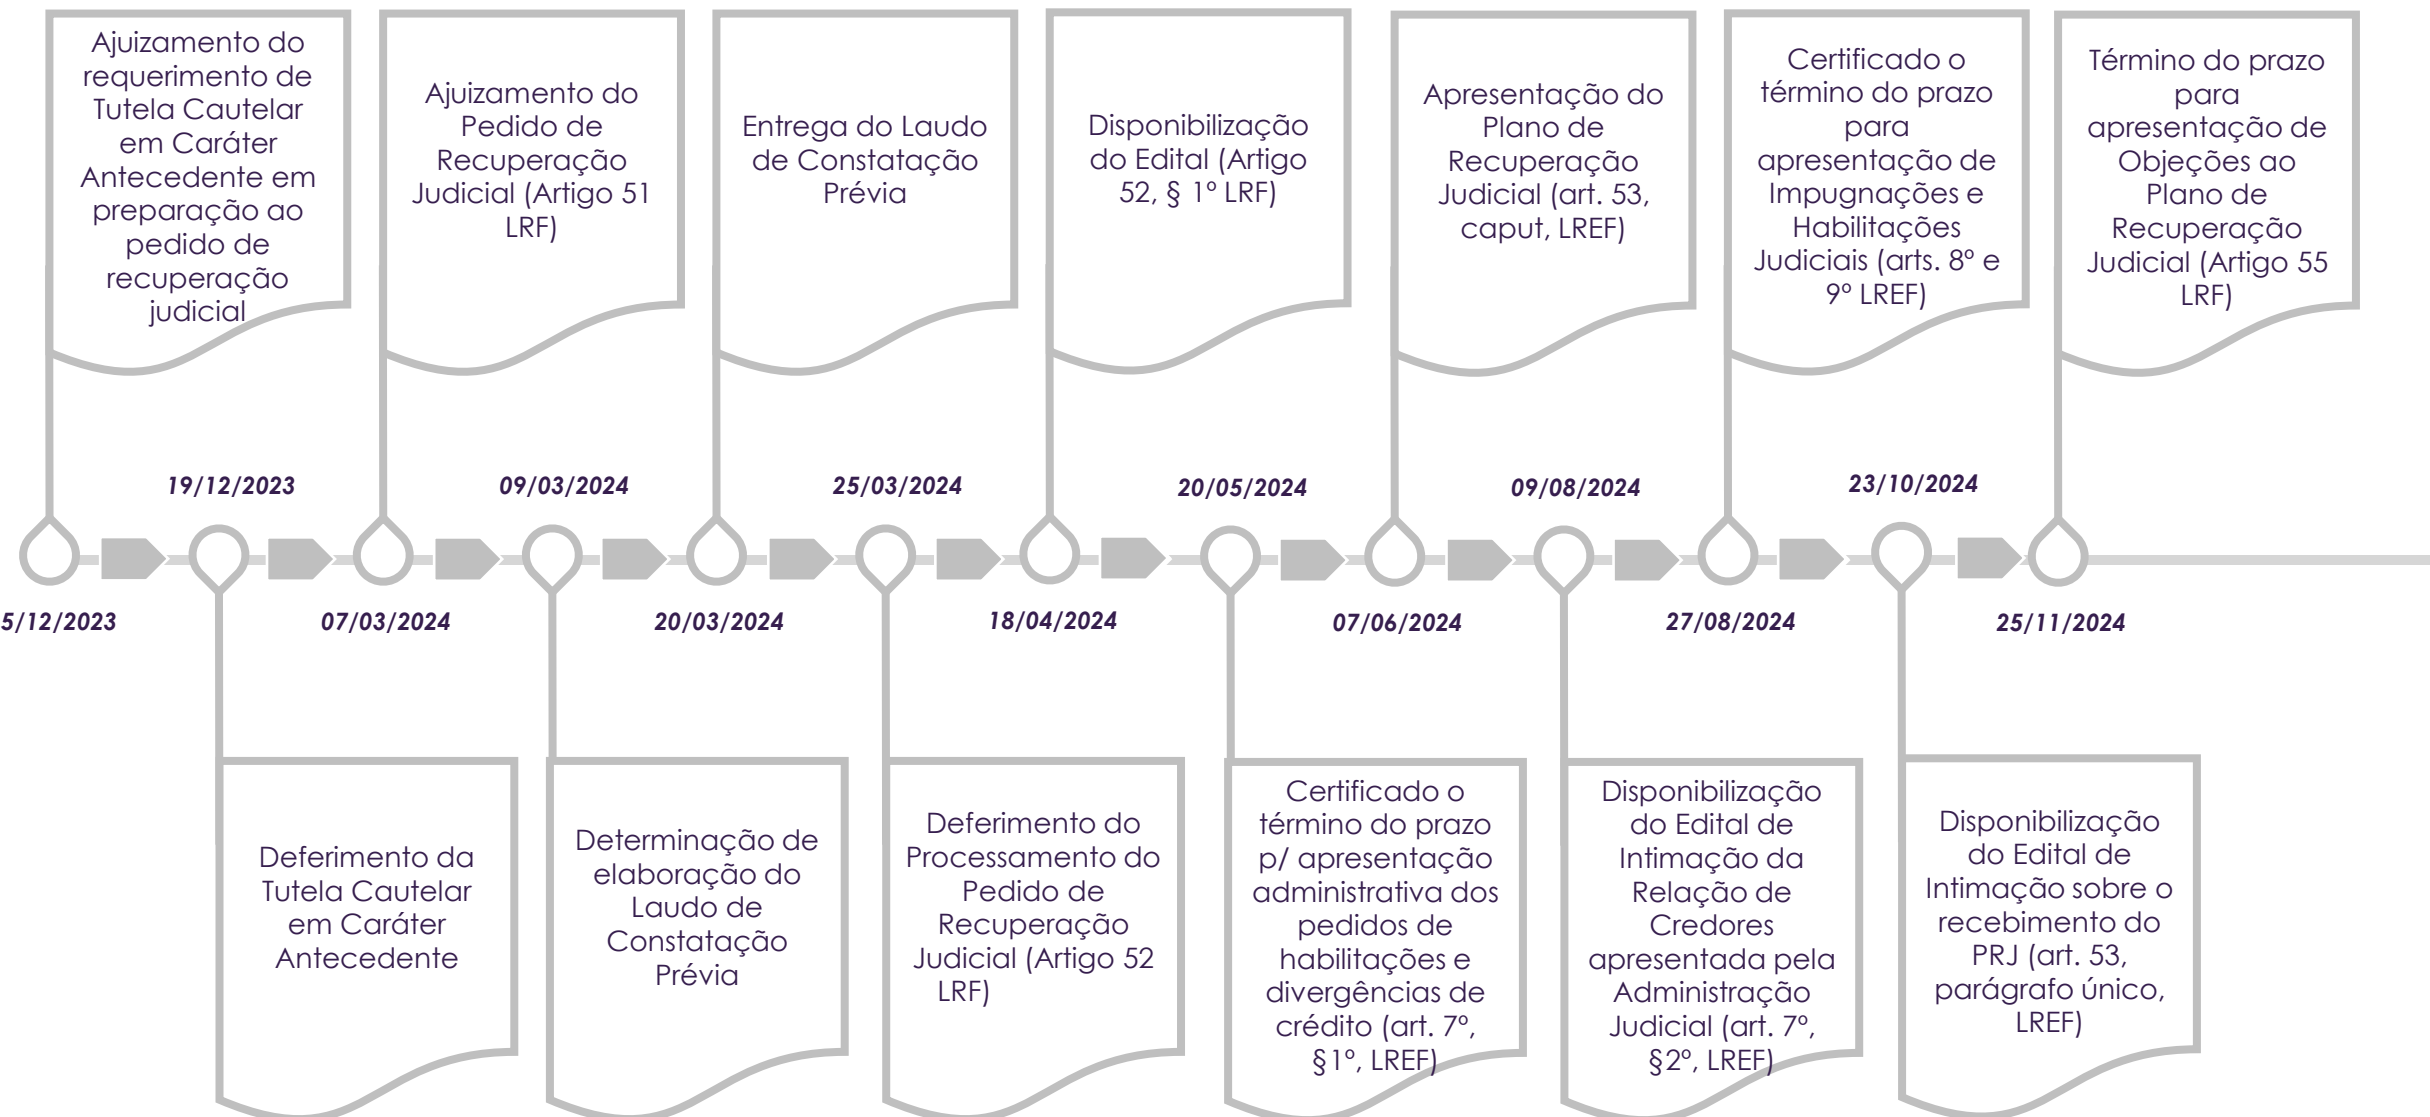 Ajuizamento do
requerimento de
Tutela Cautelar
em Caráter
Antecedente em
preparação ao
pedido de
recuperação
judicial
Ajuizamento do
Pedido de
Recuperação
Judicial (Artigo 51
LRF)
Entrega do Laudo
de Constatação
Prévia
Disponibilização
do Edital (Artigo
52, § 1º LRF)
Apresentação do
Plano de
Recuperação
Judicial (art. 53,
caput, LREF)
Certificado o
término do prazo
para
apresentação de
Impugnações e
Habilitações
Judiciais (arts. 8º e
9º LREF)
Término do prazo
para
apresentação de
Objeções ao
Plano de
Recuperação
Judicial (Artigo 55
LRF)
19/12/2023
09/03/2024
25/03/2024
20/05/2024
09/08/2024
23/10/2024
5/12/2023
07/03/2024
20/03/2024
18/04/2024
07/06/2024
27/08/2024
25/11/2024
Deferimento da
Tutela Cautelar
em Caráter
Antecedente
Determinação de
elaboração do
Laudo de
Constatação
Prévia
Deferimento do
Processamento do
Pedido de
Recuperação
Judicial (Artigo 52
LRF)
Certificado o
término do prazo
p/ apresentação
administrativa dos
pedidos de
habilitações e
divergências de
crédito (art. 7º,
§1º, LREF)
Disponibilização
do Edital de
Intimação da
Relação de
Credores
apresentada pela
Administração
Judicial (art. 7º,
§2º, LREF)
Disponibilização
do Edital de
Intimação sobre o
recebimento do
PRJ (art. 53,
parágrafo único,
LREF)